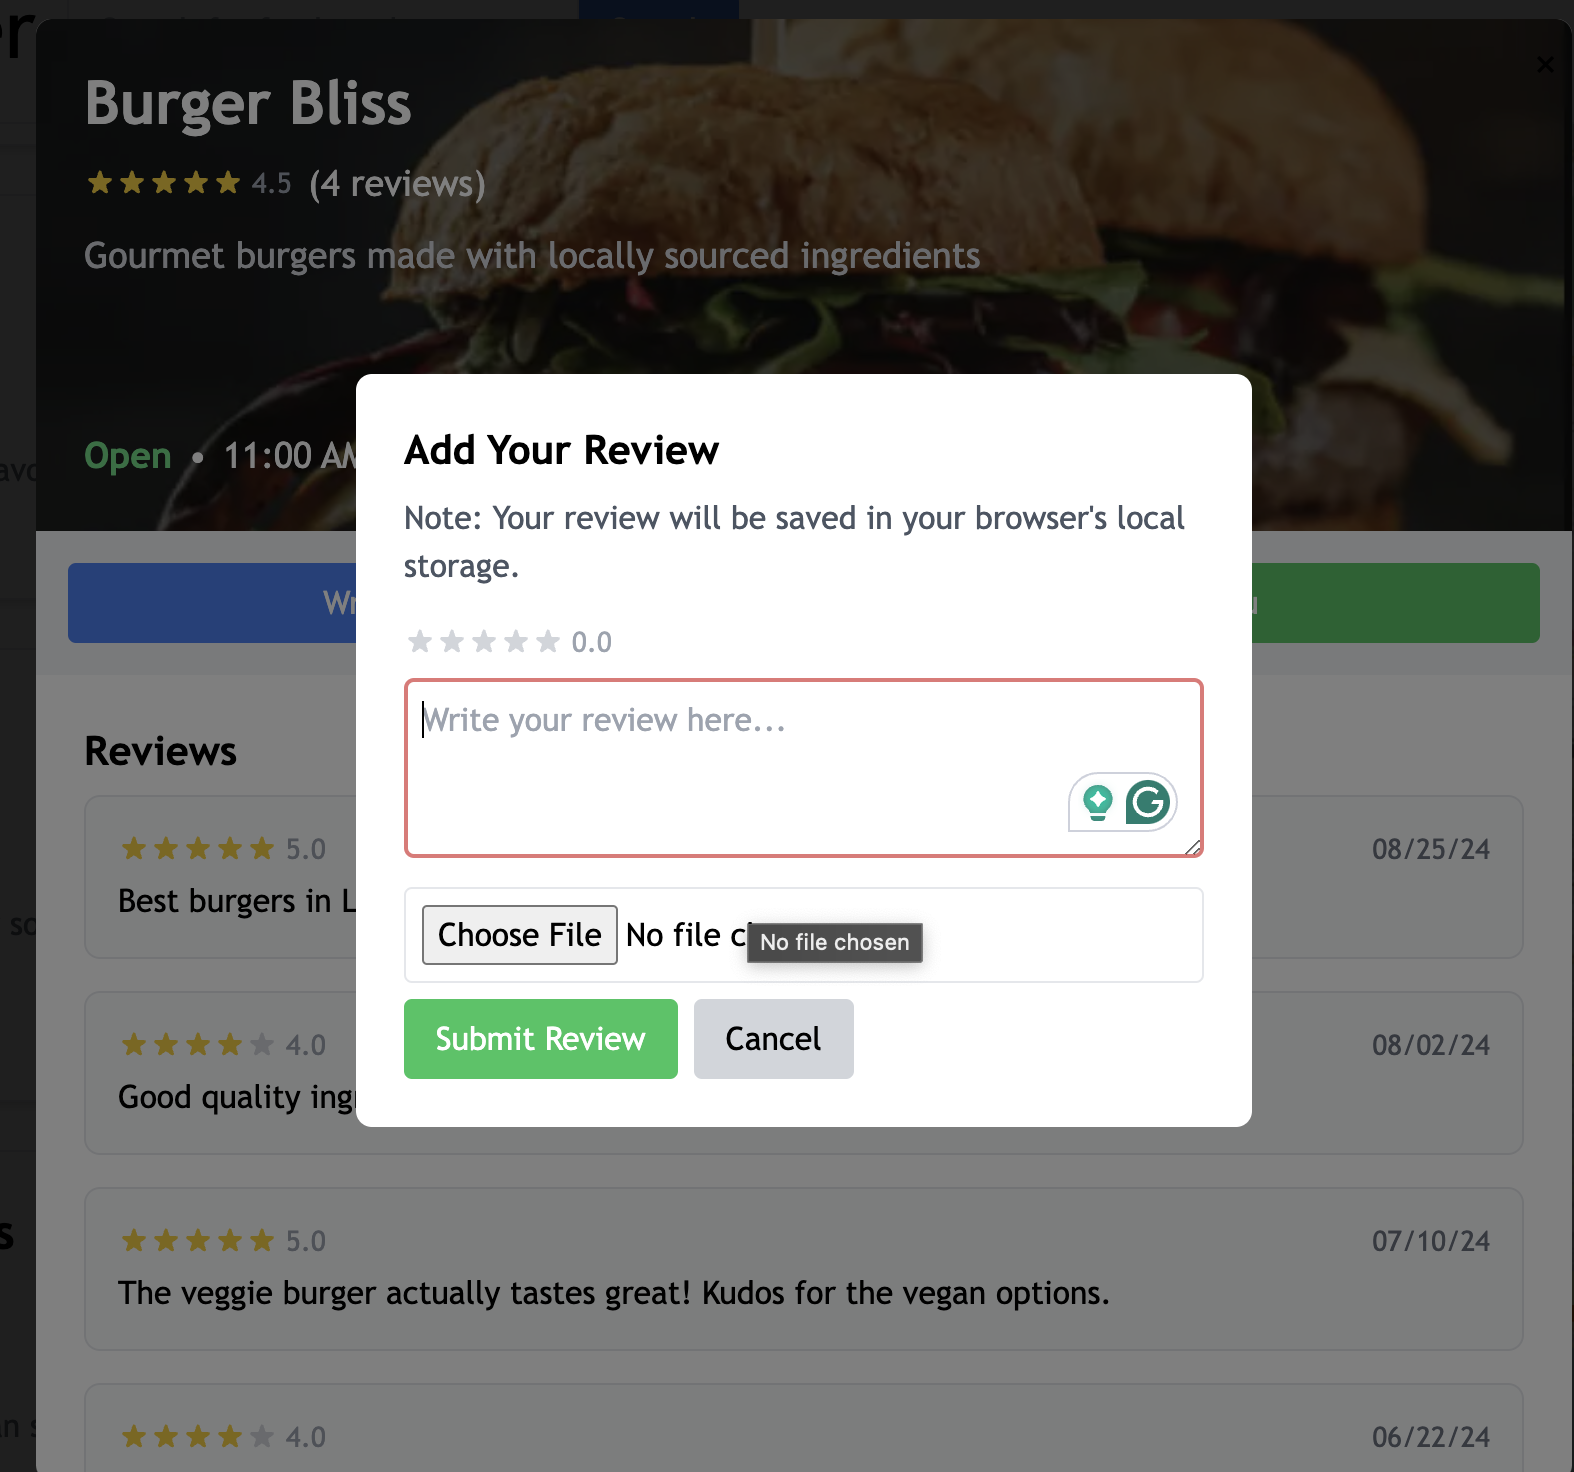 Burger Bliss
4.5 (4 reviews)
Gourmet burgers made with locally sourced ingredients
Open • 11:00 AM
Add Your Review
Note: Your review will be saved in your browser's local
storage.
0.0
Write your review here...
Choose File No file
No file chosen
Submit Review Cancel
Reviews
5.0 08/25/24
Best burgers in
4.0 08/02/24
Good quality
5.0 07/10/24
The veggie burger actually tastes great! Kudos for the vegan options.
4.0 06/22/24